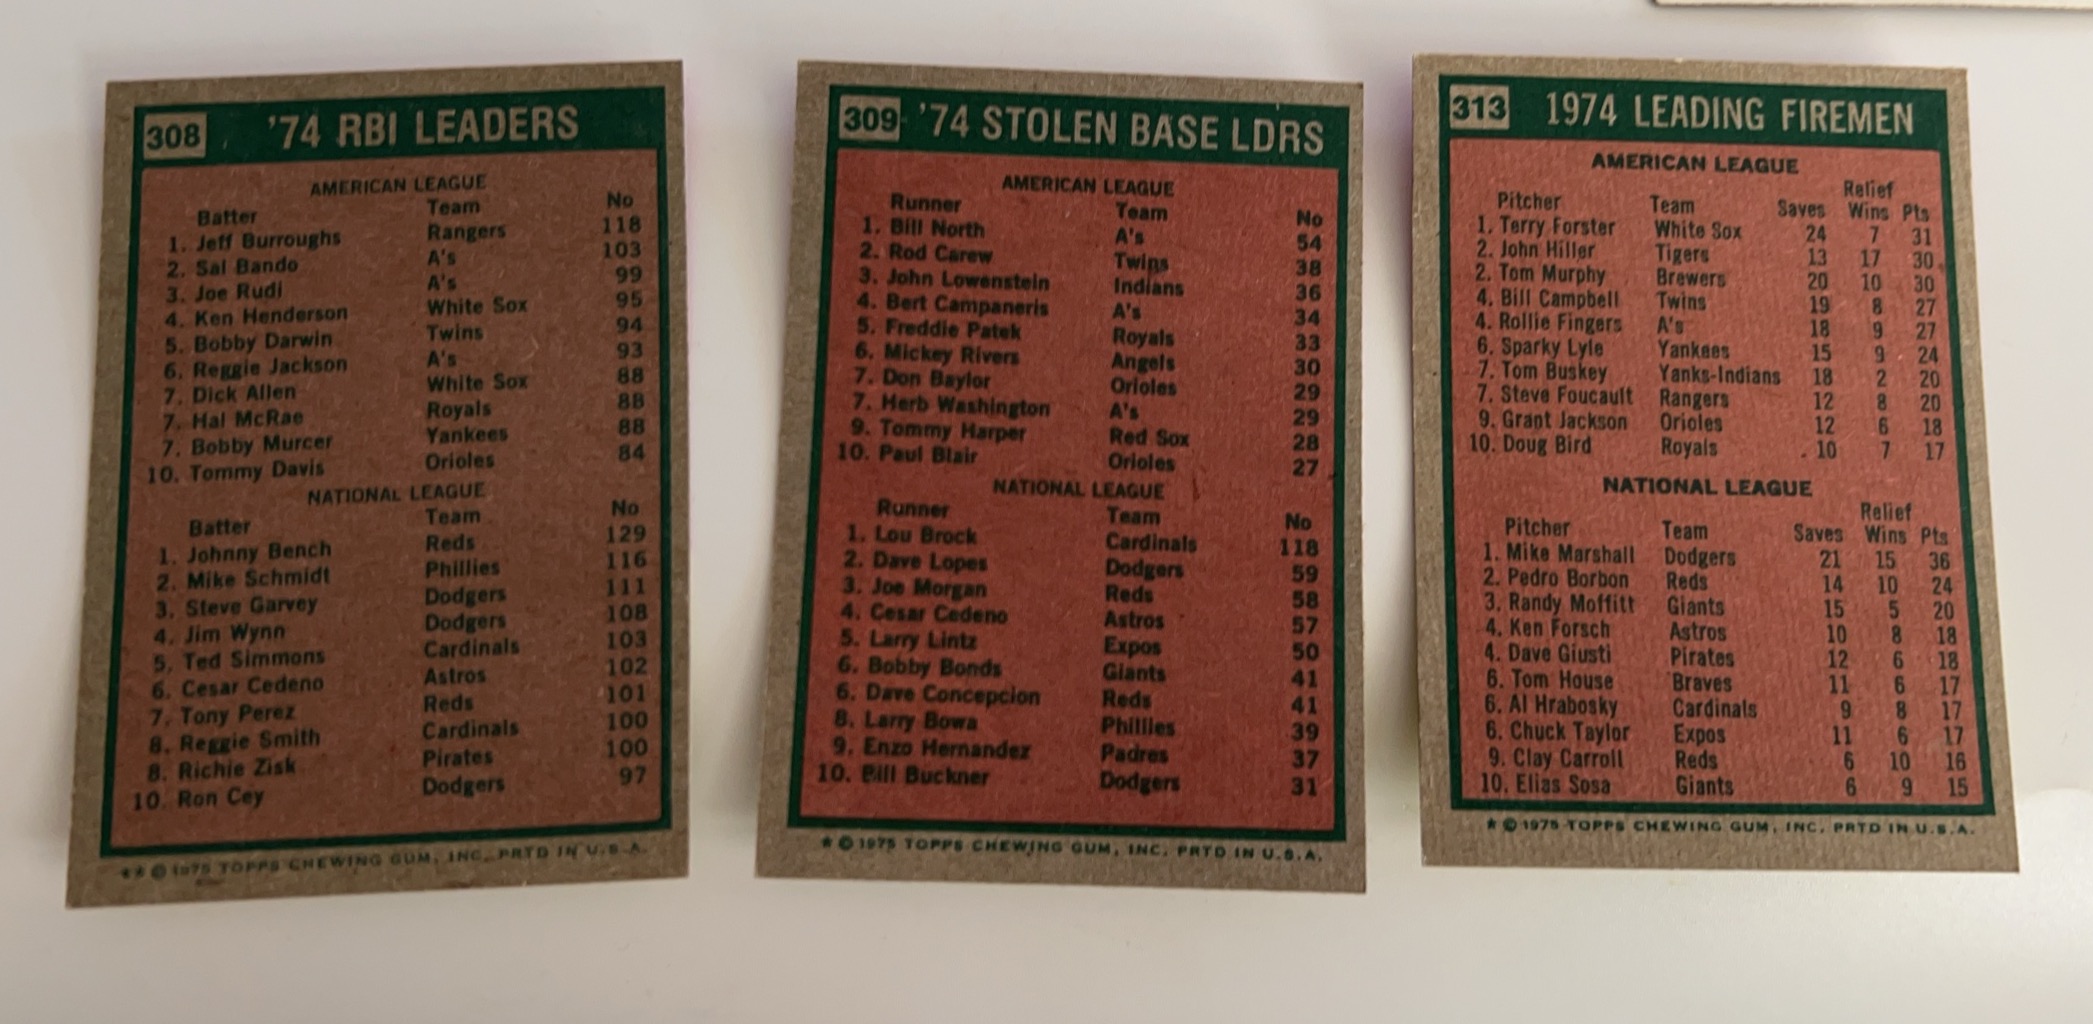 308 '74 RBI LEADERS
AMERICAN LEAGUE
Batter Team No
1. Jeff Burroughs Rangers 118
2. Sal Bando A's 103
3. Joe Rudi A's 99
4. Ken Henderson White Sox 95
5. Bobby Darwin Twins 94
6. Reggie Jackson A's 93
7. Dick Allen White Sox 88
7. Hal McRae Royals 88
7. Bobby Murcer Yankees 88
10. Tommy Davis Orioles 84
NATIONAL LEAGUE
Batter Team No
1. Johnny Bench Reds 129
2. Mike Schmidt Phillies 116
3. Steve Garvey Dodgers 111
4. Jim Wynn Dodgers 108
5. Ted Simmons Cardinals 103
6. Cesar Cedeno Astros 102
7. Tony Perez Reds 101
8. Reggie Smith Cardinals 100
8. Richie Zisk Pirates 100
10. Ron Cey Dodgers 97
★★ © 1975 TOPPS CHEWING GUM, INC. PRTD IN U.S.A.
309 '74 STOLEN BASE LDRS
AMERICAN LEAGUE
Runner Team No
1. Bill North A's 54
2. Rod Carew Twins 38
3. John Lowenstein Indians 36
4. Bert Campaneris A's 34
5. Freddie Patek Royals 33
6. Mickey Rivers Angels 30
7. Don Baylor Orioles 29
7. Herb Washington A's 29
9. Tommy Harper Red Sox 28
10. Paul Blair Orioles 27
NATIONAL LEAGUE
Runner Team No
1. Lou Brock Cardinals 118
2. Dave Lopes Dodgers 59
3. Joe Morgan Reds 58
4. Cesar Cedeno Astros 57
5. Larry Lintz Expos 50
6. Bobby Bonds Giants 41
6. Dave Concepcion Reds 41
8. Larry Bowa Phillies 39
9. Enzo Hernandez Padres 37
10. Bill Buckner Dodgers 31
★ © 1975 TOPPS CHEWING GUM, INC. PRTD IN U.S.A.
313 1974 LEADING FIREMEN
AMERICAN LEAGUE
Pitcher Team Saves Relief Wins Pts
1. Terry Forster White Sox 24 7 31
2. John Hiller Tigers 13 17 30
2. Tom Murphy Brewers 20 10 30
4. Bill Campbell Twins 19 8 27
4. Rollie Fingers A's 18 9 27
6. Sparky Lyle Yankees 15 9 24
7. Tom Buskey Yanks-Indians 18 2 20
7. Steve Foucault Rangers 12 8 20
9. Grant Jackson Orioles 12 6 18
10. Doug Bird Royals 10 7 17
NATIONAL LEAGUE
Pitcher Team Saves Relief Wins Pts
1. Mike Marshall Dodgers 21 15 36
2. Pedro Borbon Reds 14 10 24
3. Randy Moffitt Giants 15 5 20
4. Ken Forsch Astros 10 8 18
4. Dave Giusti Pirates 12 6 18
6. Tom House Braves 11 6 17
6. Al Hrabosky Cardinals 9 8 17
6. Chuck Taylor Expos 11 6 17
9. Clay Carroll Reds 6 10 16
10. Elias Sosa Giants 6 9 15
★ © 1975 TOPPS CHEWING GUM, INC. PRTD IN U.S.A.